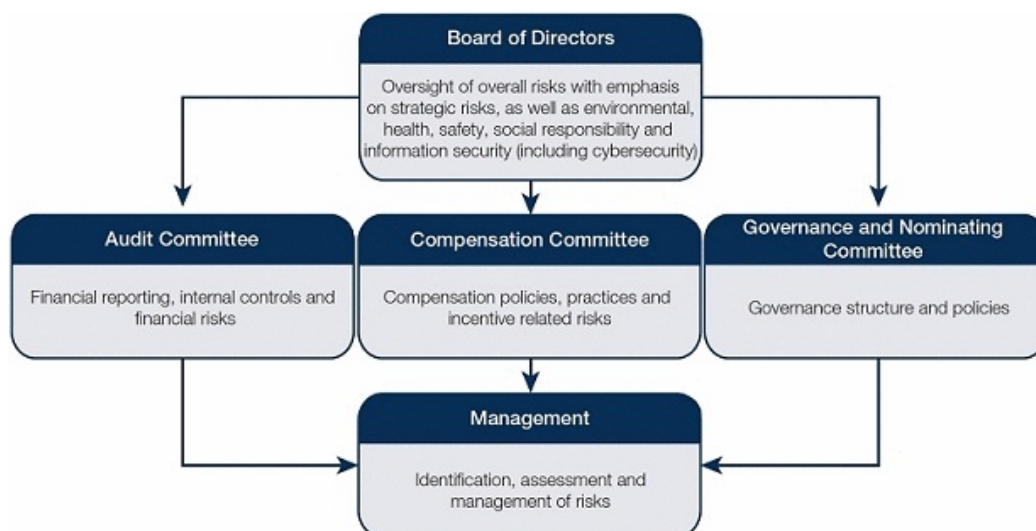 Board of Directors
Oversight of overall risks with emphasis
on strategic risks, as well as environmental,
health, safety, social responsibility and
information security (including cybersecurity)
Audit Committee
Financial reporting, internal controls and
financial risks
Compensation Committee
Compensation policies, practices and
incentive related risks
Governance and Nominating
Committee
Governance structure and policies
Management
Identification, assessment and
management of risks